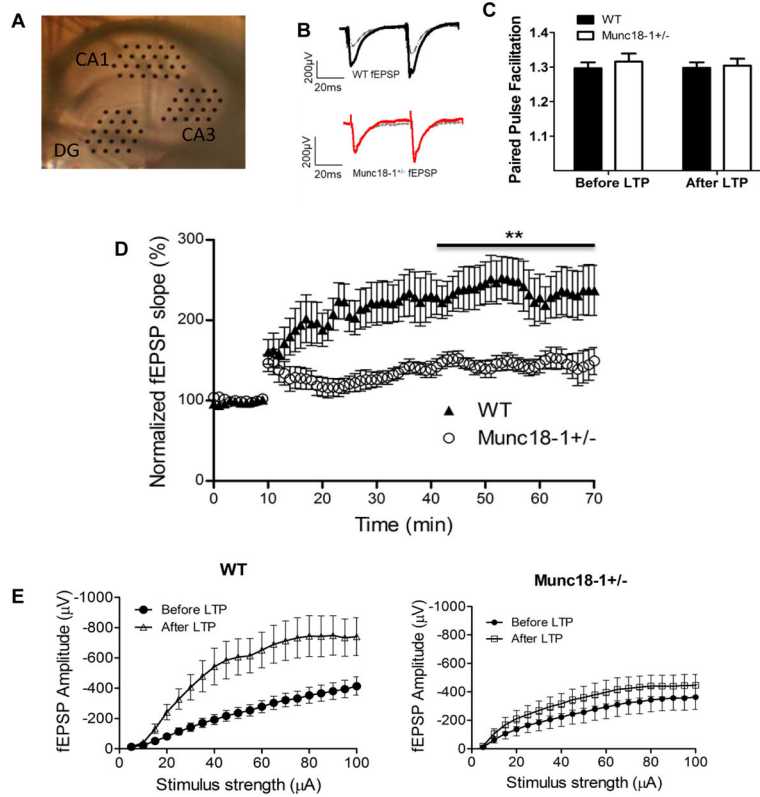 A
CA1
CA3
DG
B
200µV
20ms
WT fEPSP
200µV
20ms
Munc18-1+/- fEPSP
C
WT
Munc18-1+/-
Paired Pulse Facilitation
1.4
1.3
1.2
1.1
Before LTP
After LTP
D
**
Normalized fEPSP slope (%)
300
200
100
0
WT
Munc18-1+/-
0 10 20 30 40 50 60 70
Time (min)
E
WT
Before LTP
After LTP
fEPSP Amplitude (µV)
-1000
-800
-600
-400
-200
0
0 20 40 60 80 100
Stimulus strength (µA)
Munc18-1+/-
Before LTP
After LTP
fEPSP Amplitude (µV)
-1000
-800
-600
-400
-200
0
0 20 40 60 80 100
Stimulus strength (µA)